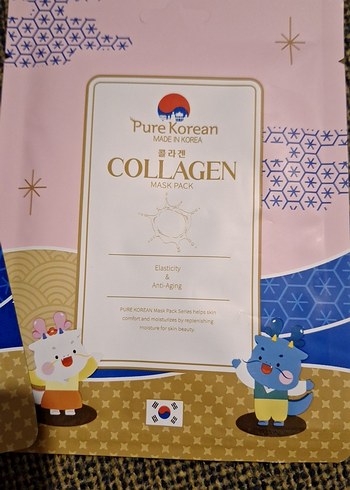 Pure Korean
MADE IN KOREA
콜라겐
COLLAGEN
MASK PACK
Elasticity
&
Anti-Aging
PURE KOREAN Mask Pack Series helps skin
comfort and moisturizes by replenishing
moisture for skin beauty.